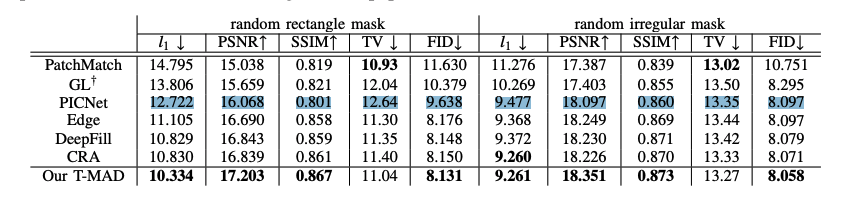 random rectangle mask random irregular mask
l₁ ↓ PSNR↑ SSIM↑ TV ↓ FID↓ l₁ ↓ PSNR↑ SSIM↑ TV ↓ FID↓
PatchMatch 14.795 15.038 0.819 10.93 11.630 11.276 17.387 0.839 13.02 10.751
GL† 13.806 15.659 0.821 12.04 10.379 10.269 17.403 0.855 13.50 8.295
PICNet 12.722 16.068 0.801 12.64 9.638 9.477 18.097 0.860 13.35 8.097
Edge 11.105 16.690 0.858 11.30 8.176 9.368 18.249 0.869 13.44 8.097
DeepFill 10.829 16.843 0.859 11.35 8.148 9.372 18.230 0.871 13.42 8.079
CRA 10.830 16.839 0.861 11.40 8.150 9.260 18.226 0.870 13.33 8.071
Our T-MAD 10.334 17.203 0.867 11.04 8.131 9.261 18.351 0.873 13.27 8.058